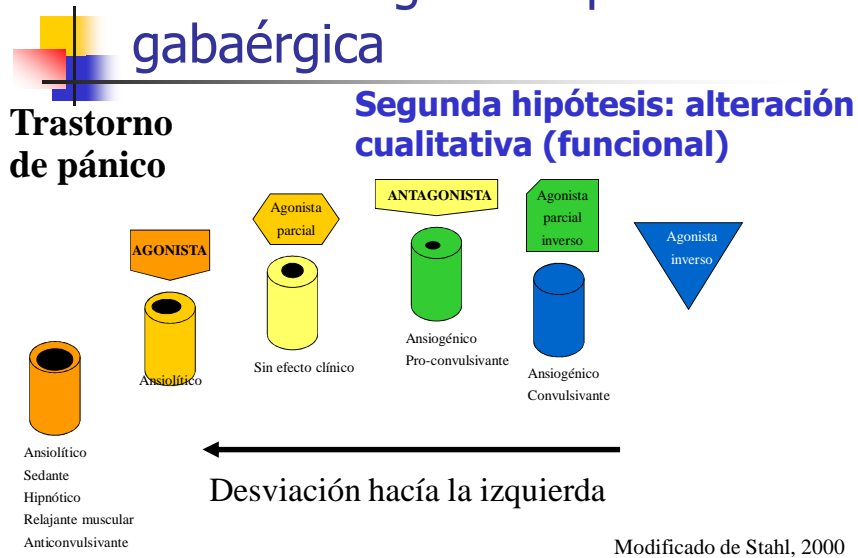 gabaérgica
Segunda hipótesis: alteración
cualitativa (funcional)
Trastorno
de pánico
AGONISTA
Agonista
parcial
ANTAGONISTA
Agonista
parcial
inverso
Agonista
inverso
Ansiolítico
Sin efecto clínico
Ansiogénico
Pro-convulsivante
Ansiogénico
Convulsivante
Ansiolítico
Sedante
Hipnótico
Relajante muscular
Anticonvulsivante
Desviación hacía la izquierda
Modificado de Stahl, 2000